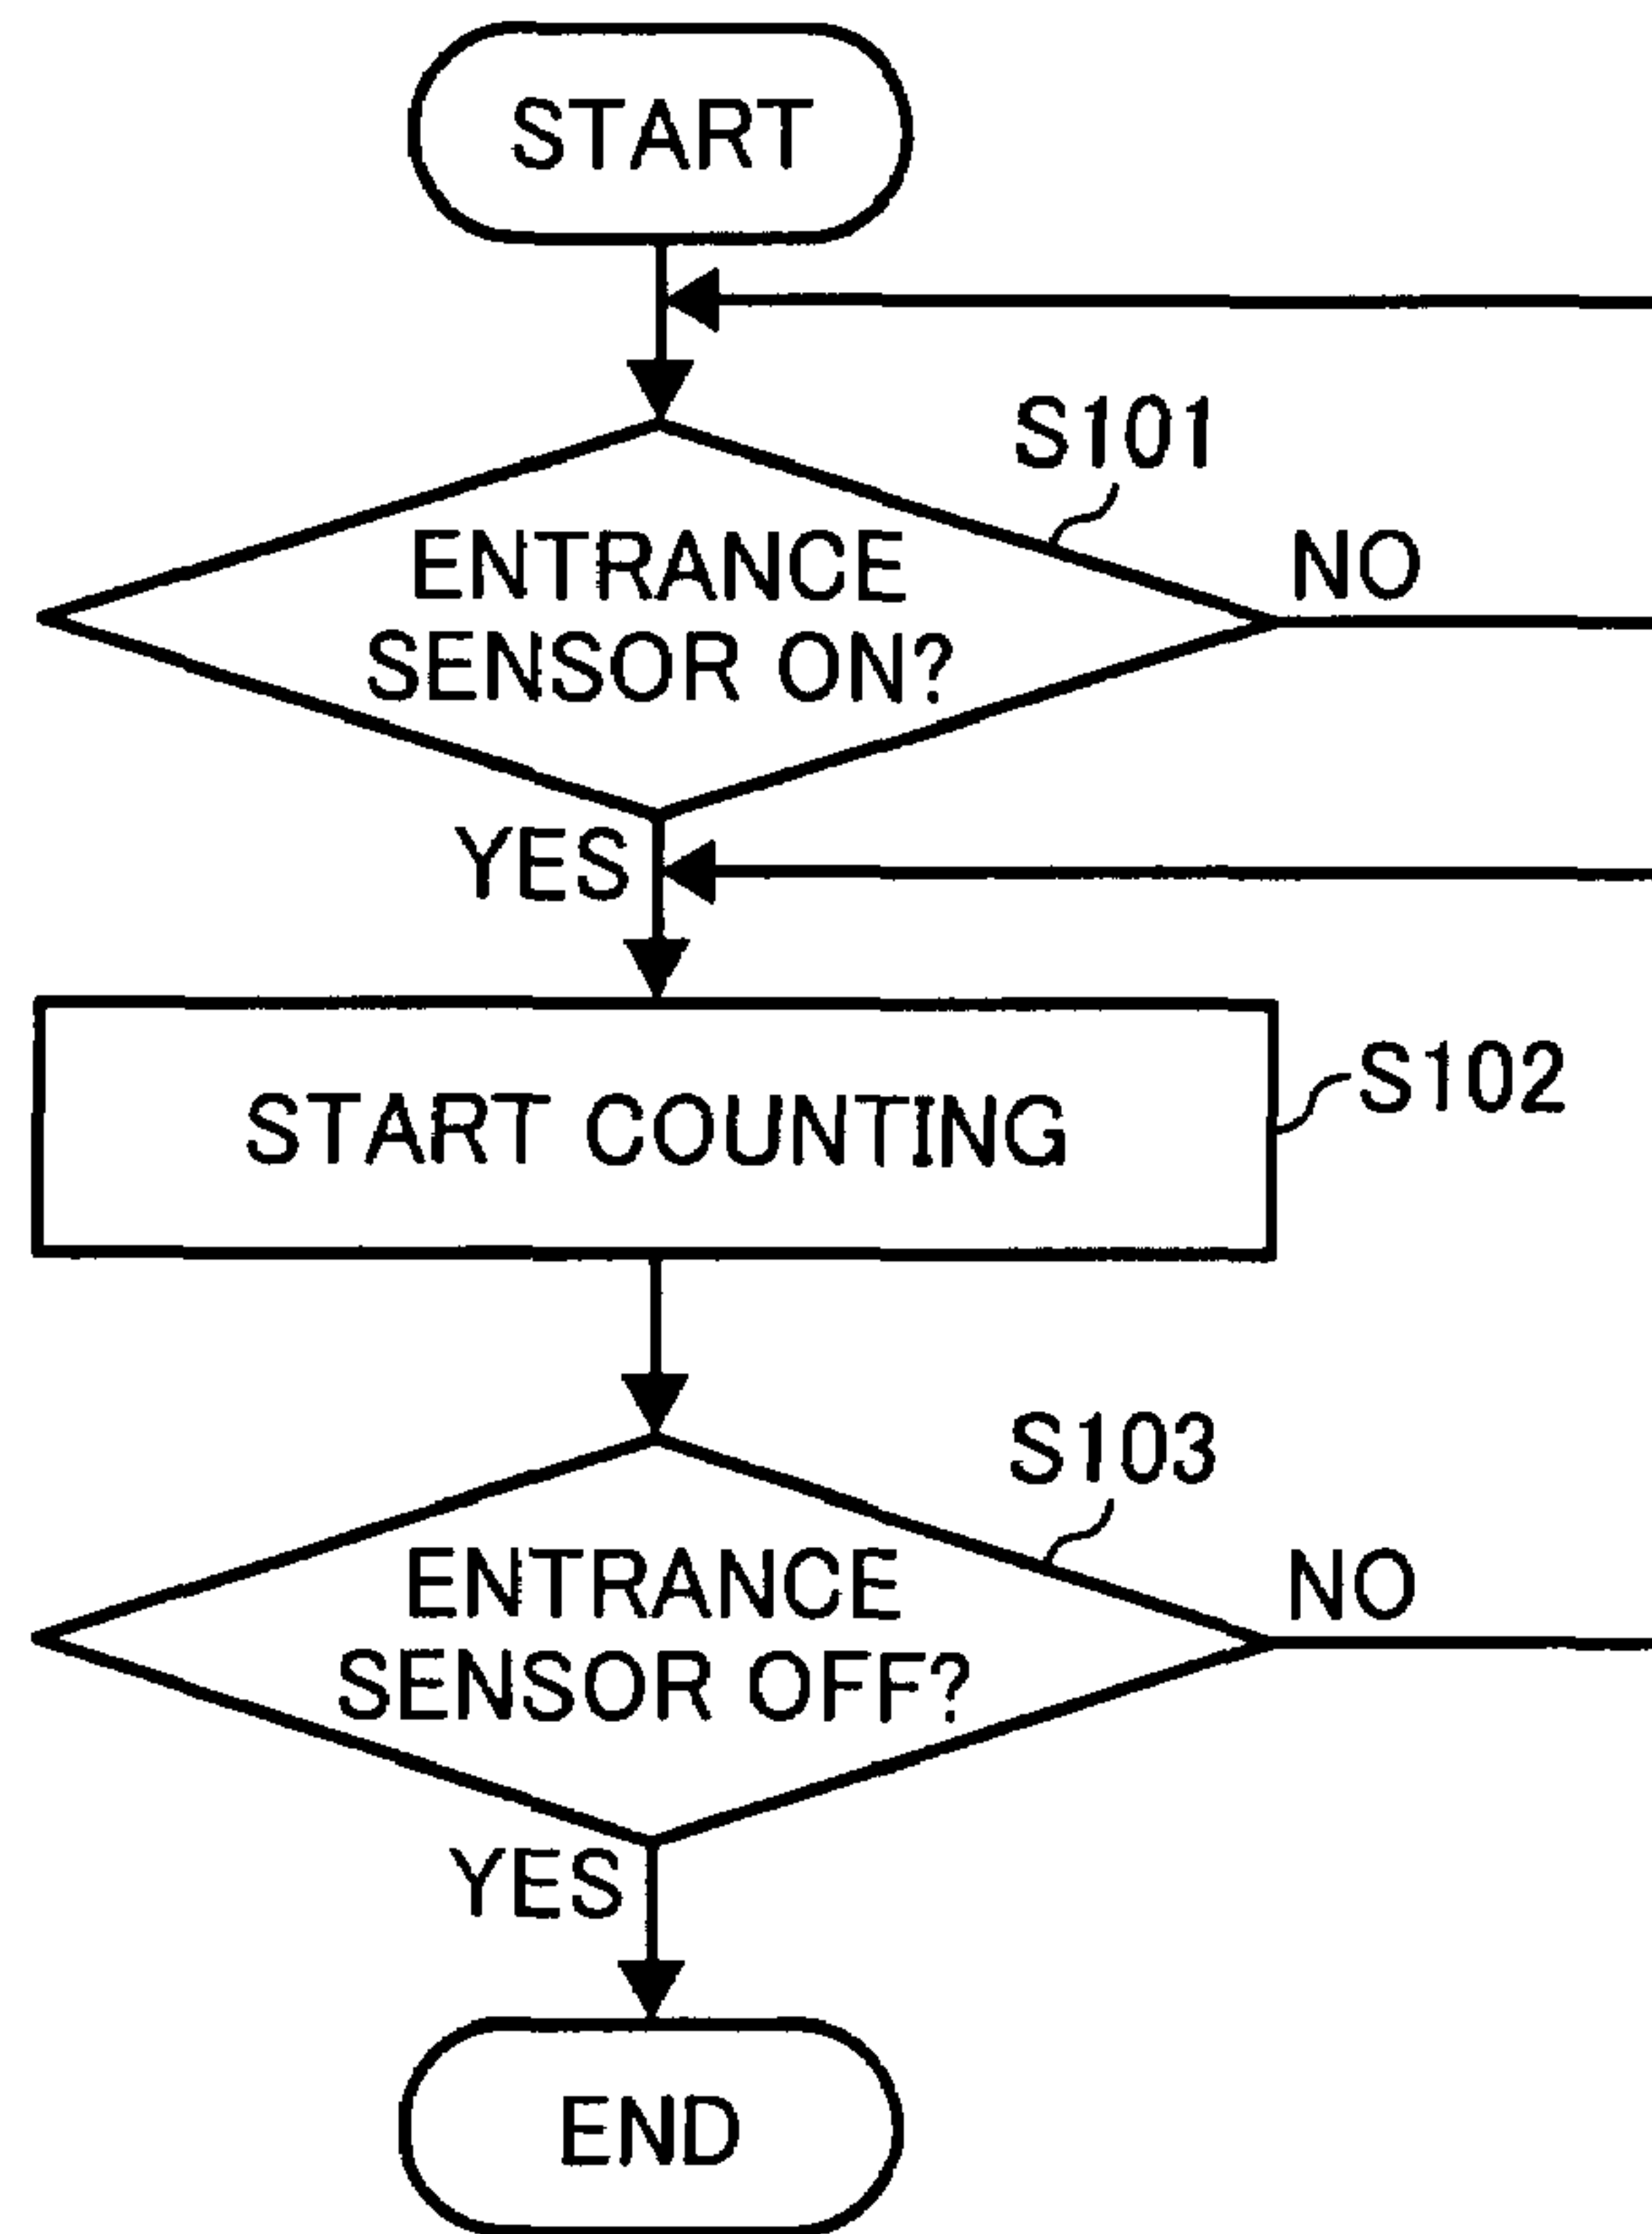 START
S101
ENTRANCE
SENSOR ON?
NO
YES
START COUNTING
S102
S103
ENTRANCE
SENSOR OFF?
NO
YES
END